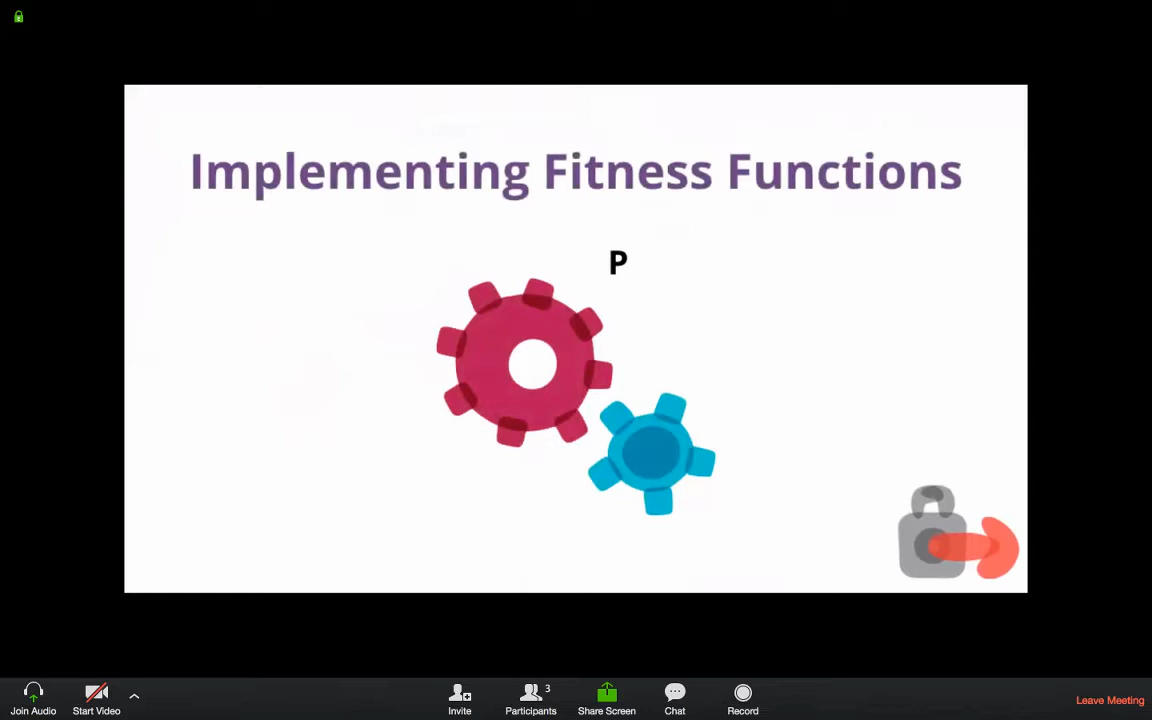 Implementing Fitness Functions
P
3
Join Audio
Start Video
Invite
Participants
Share Screen
Chat
Record
Leave Meeting